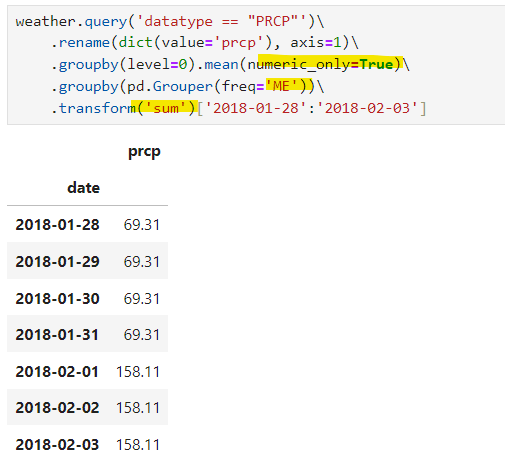 weather.query('datatype == "PRCP"')\
.rename(dict(value='prcp'), axis=1)\
.groupby(level=0).mean(numeric_only=True)\
.groupby(pd.Grouper(freq='ME'))\
.transform('sum')['2018-01-28':'2018-02-03']
prcp
date
2018-01-28 69.31
2018-01-29 69.31
2018-01-30 69.31
2018-01-31 69.31
2018-02-01 158.11
2018-02-02 158.11
2018-02-03 158.11